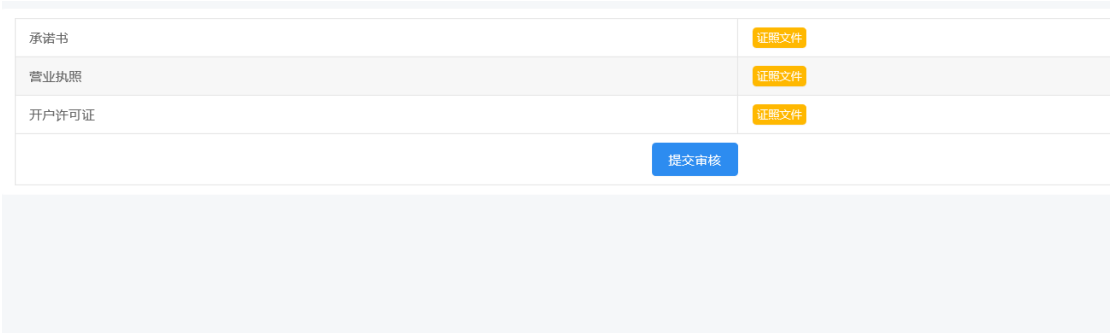 承诺书 证照文件
营业执照 证照文件
开户许可证 证照文件
提交审核